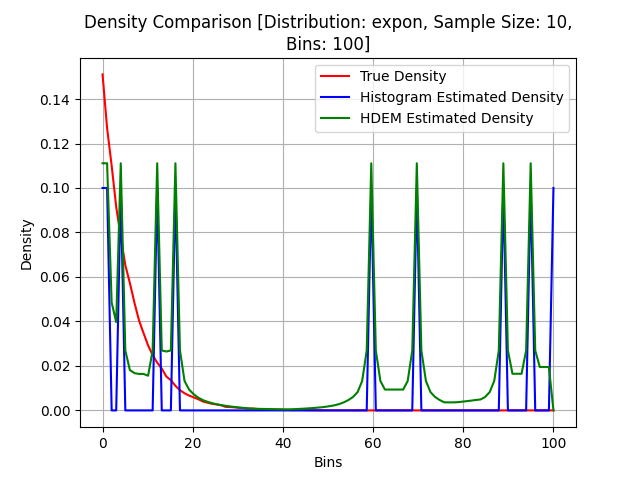 Density Comparison [Distribution: expon, Sample Size: 10,
Bins: 100]
True Density
Histogram Estimated Density
HDEM Estimated Density
Density
0.14
0.12
0.10
0.08
0.06
0.04
0.02
0.00
0 20 40 60 80 100
Bins